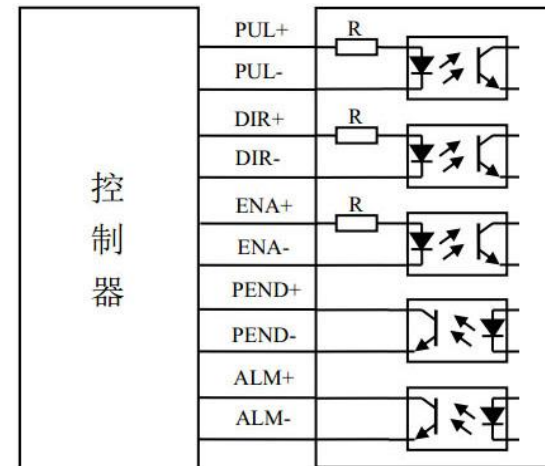 控制器
PUL+
R
PUL-
DIR+
R
DIR-
ENA+
R
ENA-
PEND+
PEND-
ALM+
ALM-